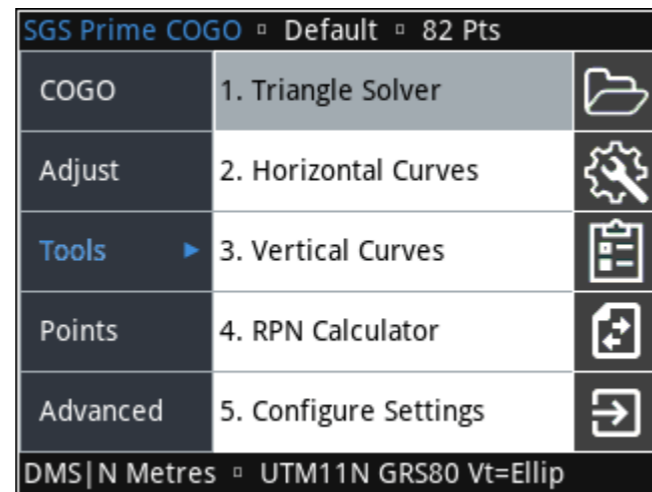 SGS Prime COGO ▫ Default ▫ 82 Pts
COGO
Adjust
Tools ▶
Points
Advanced
1. Triangle Solver
2. Horizontal Curves
3. Vertical Curves
4. RPN Calculator
5. Configure Settings
DMS|N Metres ▫ UTM11N GRS80 Vt=Ellip